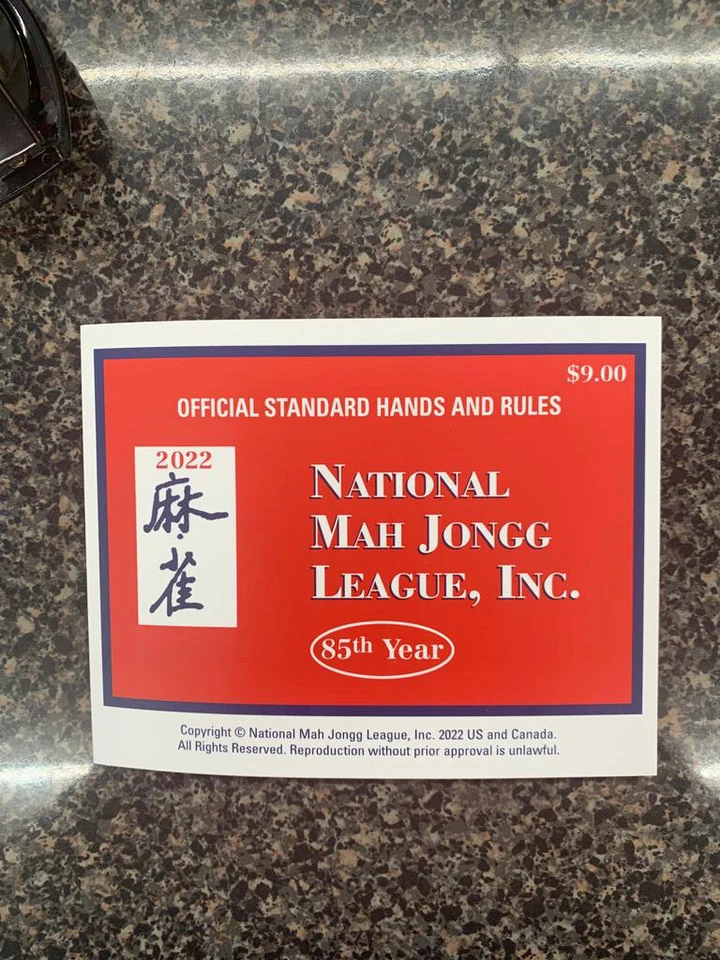 $9.00
OFFICIAL STANDARD HANDS AND RULES
2022
麻
雀
NATIONAL
MAH JONGG
LEAGUE, INC.
85th Year
Copyright © National Mah Jongg League, Inc. 2022 US and Canada.
All Rights Reserved. Reproduction without prior approval is unlawful.